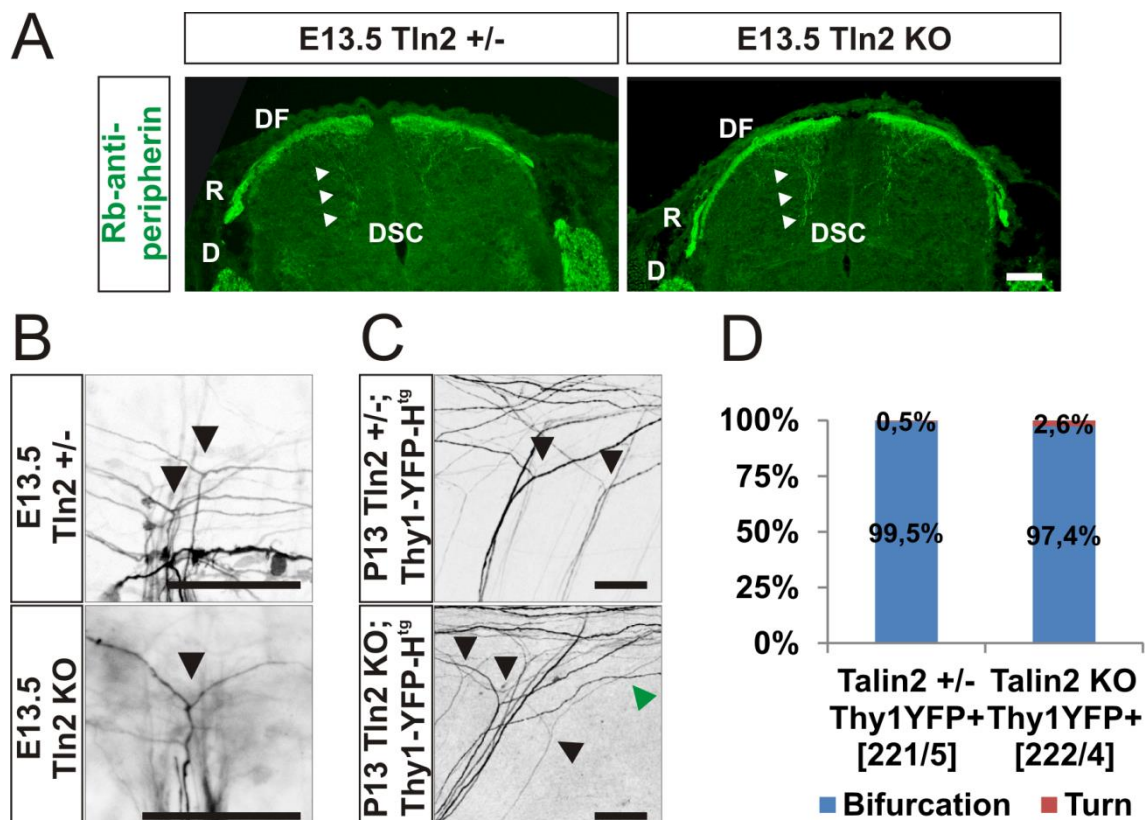 A
E13.5 Tln2 +/-
E13.5 Tln2 KO
Rb-anti-
peripherin
DF
R
D
DSC
DF
R
D
DSC
B
E13.5
Tln2 +/-
E13.5
Tln2 KO
C
P13 Tln2 +/-;
Thy1-YFP-Htg
P13 Tln2 KO;
Thy1-YFP-Htg
D
100%
75%
50%
25%
0%
0,5%
99,5%
2,6%
97,4%
Talin2 +/-
Thy1YFP+
[221/5]
Talin2 KO
Thy1YFP+
[222/4]
Bifurcation
Turn